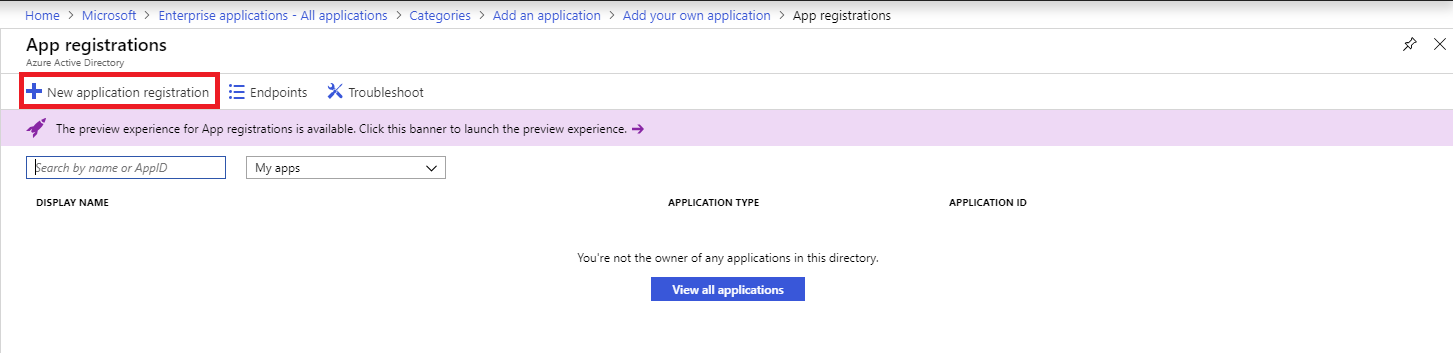 Home > Microsoft > Enterprise applications - All applications > Categories > Add an application > Add your own application > App registrations
App registrations
Azure Active Directory
New application registration Endpoints Troubleshoot
The preview experience for App registrations is available. Click this banner to launch the preview experience. →
Search by name or AppID My apps
DISPLAY NAME APPLICATION TYPE APPLICATION ID
You're not the owner of any applications in this directory.
View all applications